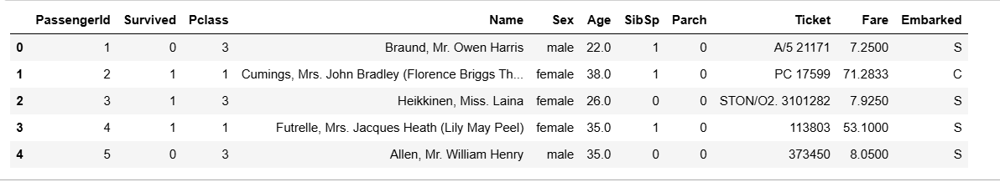 PassengerId Survived Pclass Name Sex Age SibSp Parch Ticket Fare Embarked
0 1 0 3 Braund, Mr. Owen Harris male 22.0 1 0 A/5 21171 7.2500 S
1 2 1 1 Cumings, Mrs. John Bradley (Florence Briggs Th... female 38.0 1 0 PC 17599 71.2833 C
2 3 1 3 Heikkinen, Miss. Laina female 26.0 0 0 STON/O2. 3101282 7.9250 S
3 4 1 1 Futrelle, Mrs. Jacques Heath (Lily May Peel) female 35.0 1 0 113803 53.1000 S
4 5 0 3 Allen, Mr. William Henry male 35.0 0 0 373450 8.0500 S